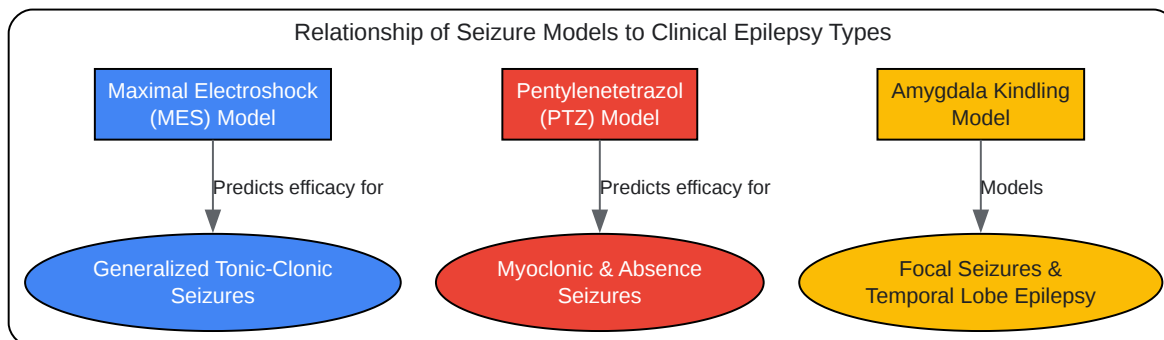 Relationship of Seizure Models to Clinical Epilepsy Types
Maximal Electroshock
(MES) Model
Pentylenetetrazol
(PTZ) Model
Amygdala Kindling
Model
Predicts efficacy for
Predicts efficacy for
Models
Generalized Tonic-Clonic
Seizures
Myoclonic & Absence
Seizures
Focal Seizures &
Temporal Lobe Epilepsy